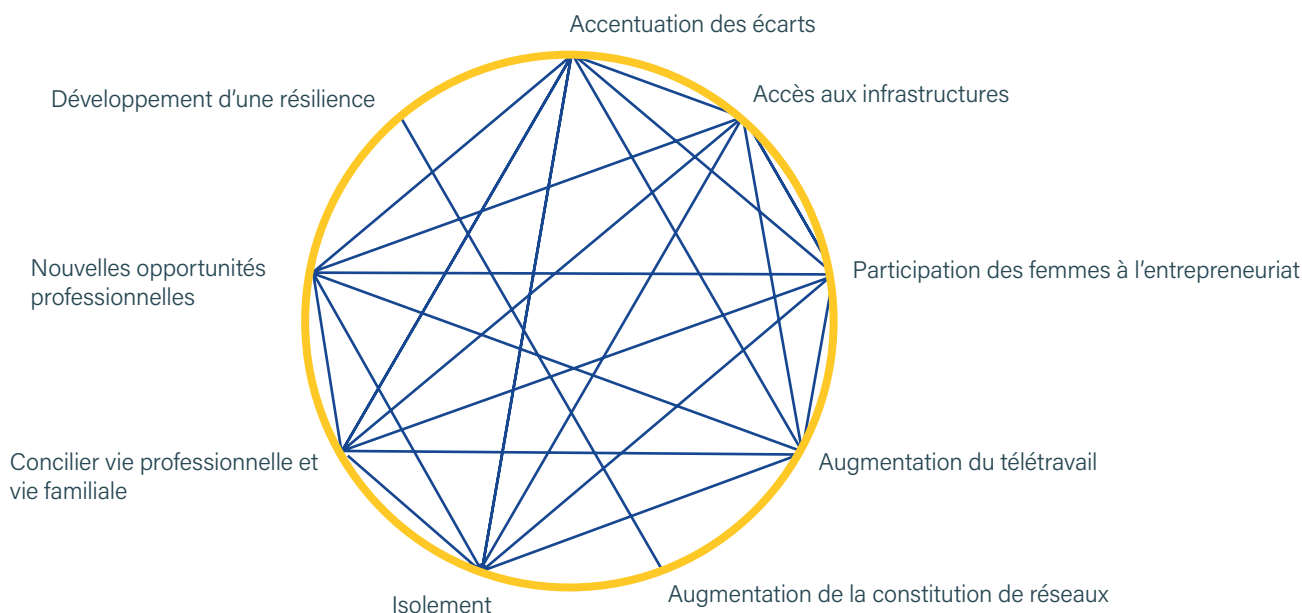 Accentuation des écarts
Développement d’une résilience
Accès aux infrastructures
Nouvelles opportunités
professionnelles
Participation des femmes à l’entrepreneuriat
Concilier vie professionnelle et
vie familiale
Augmentation du télétravail
Isolement
Augmentation de la constitution de réseaux